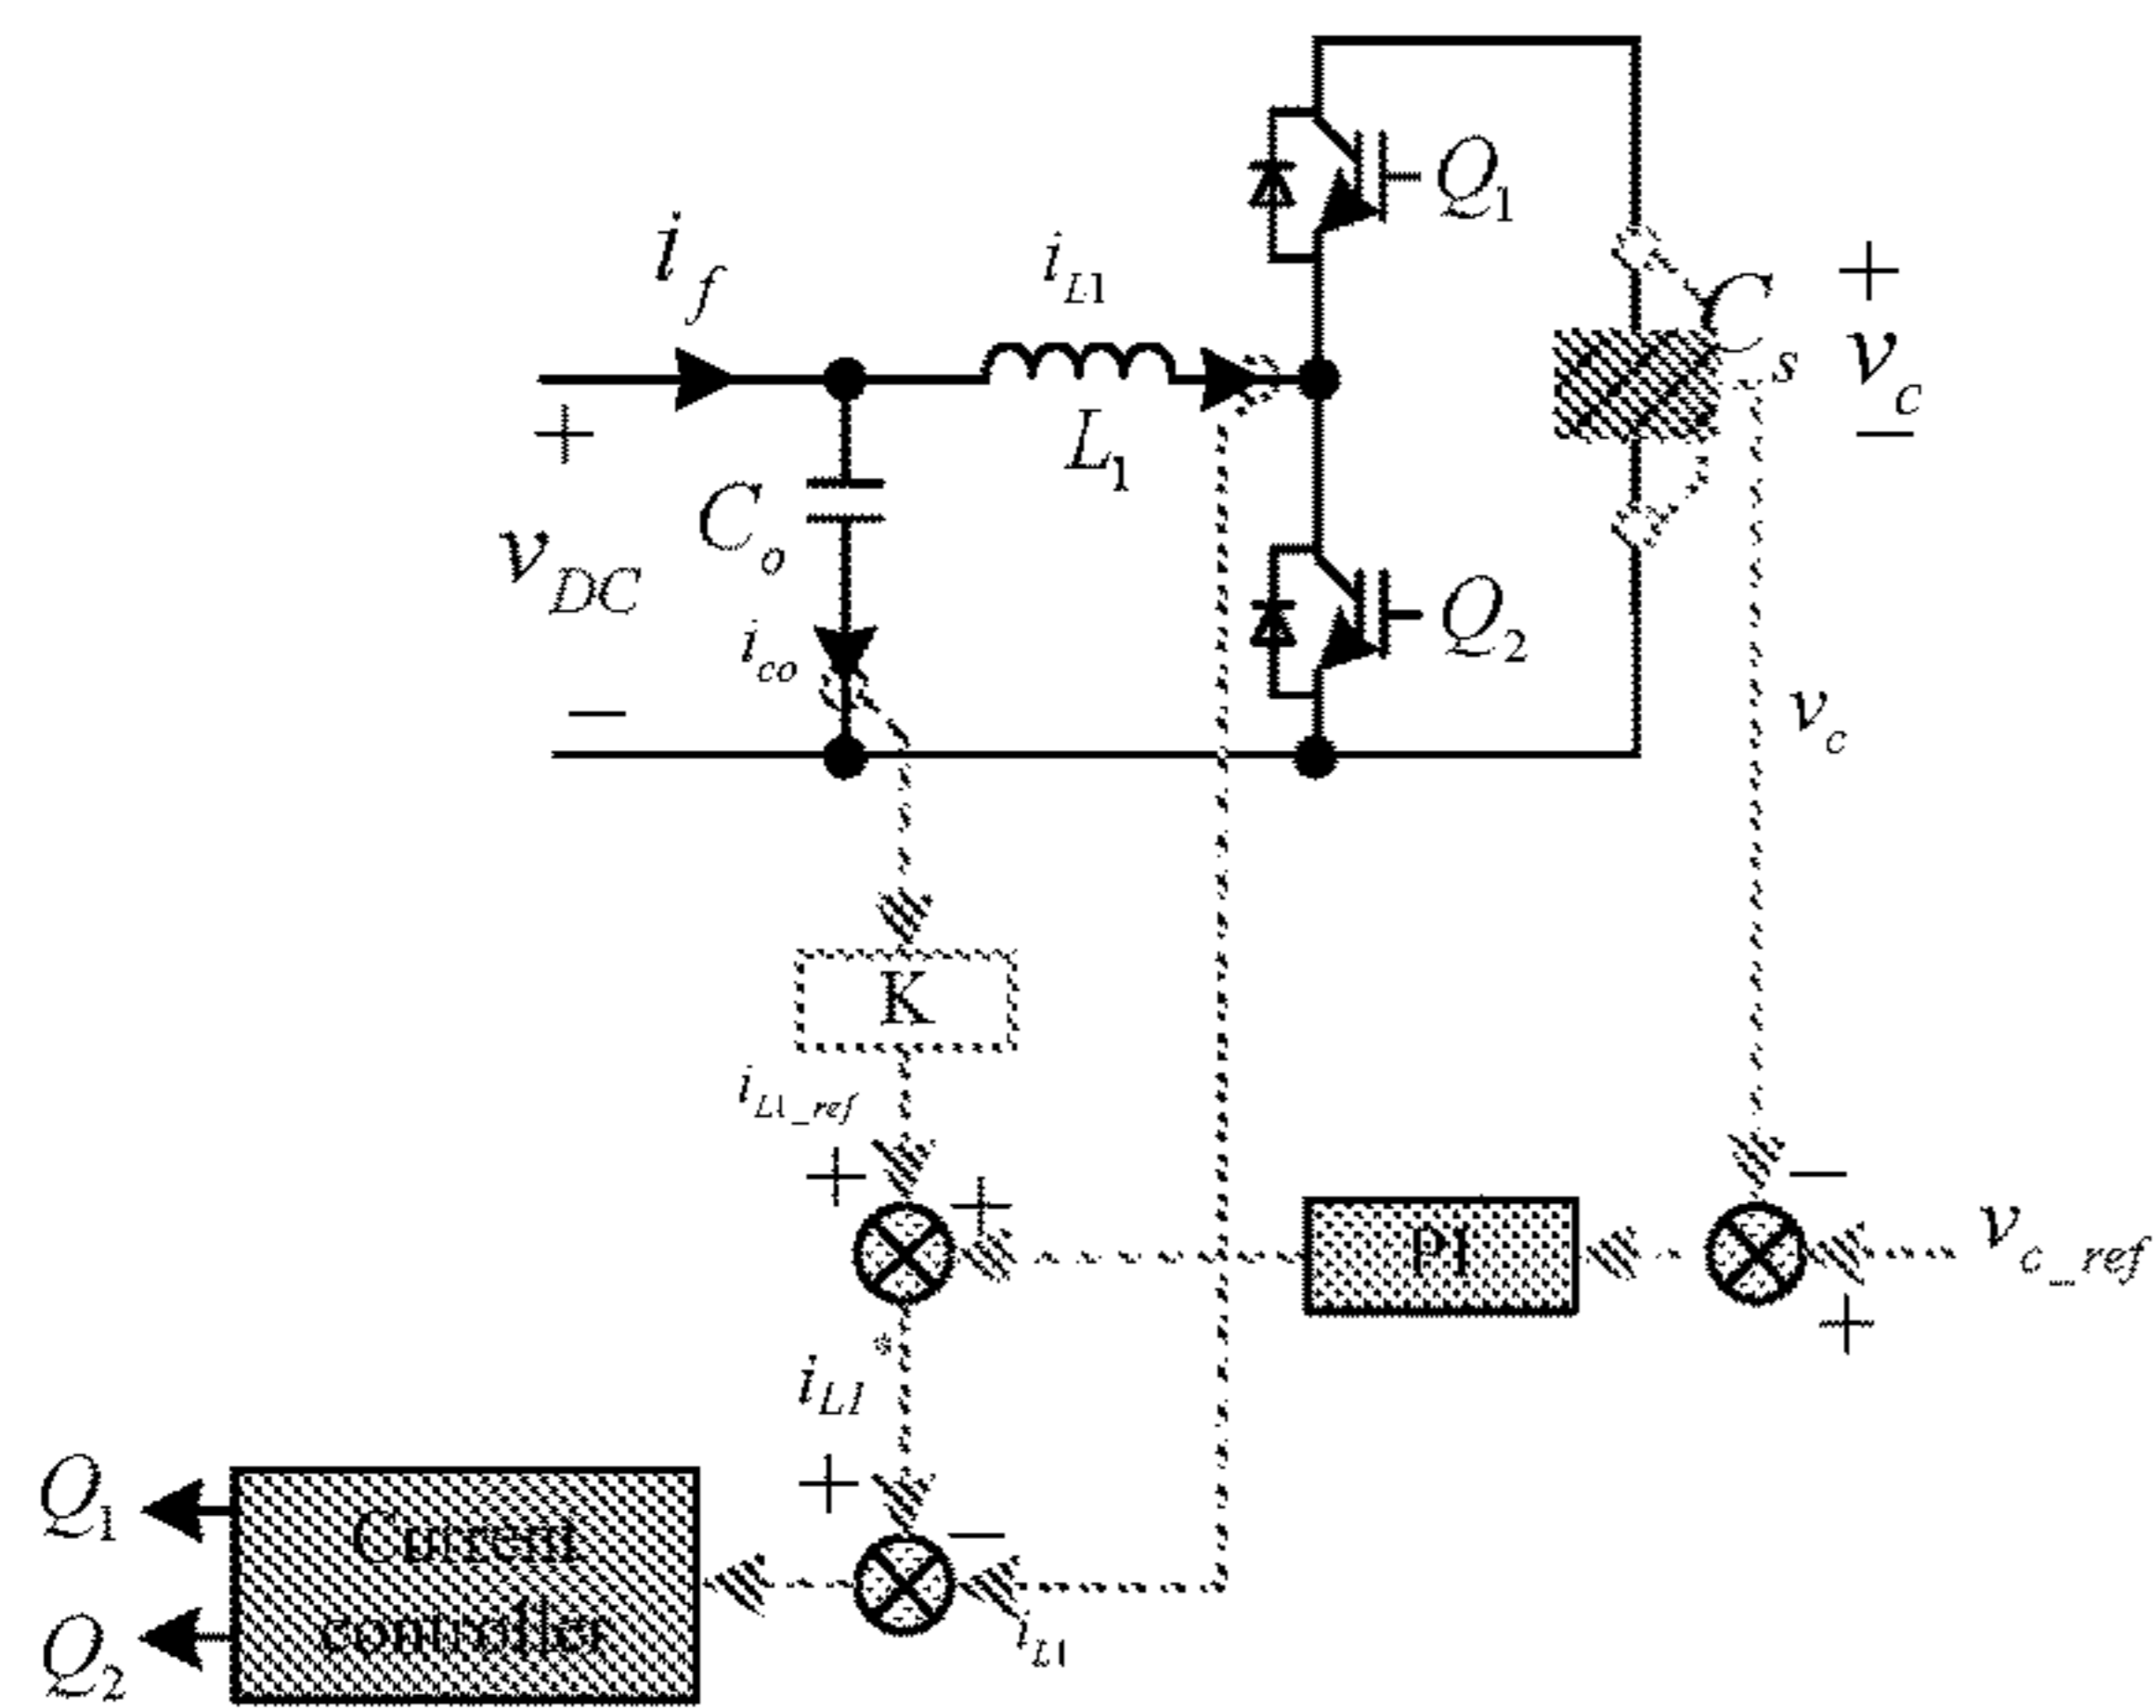 Q1
i_f
i_L1
+
C_s
v_c
−
+
L_1
C_o
v_DC
Q_2
i_co
−
v_c
K
i_L1_ref
+
+
−
PI
v_c_ref
+
i_L1*
+
−
Q_1
Current
controller
Q_2
i_L1